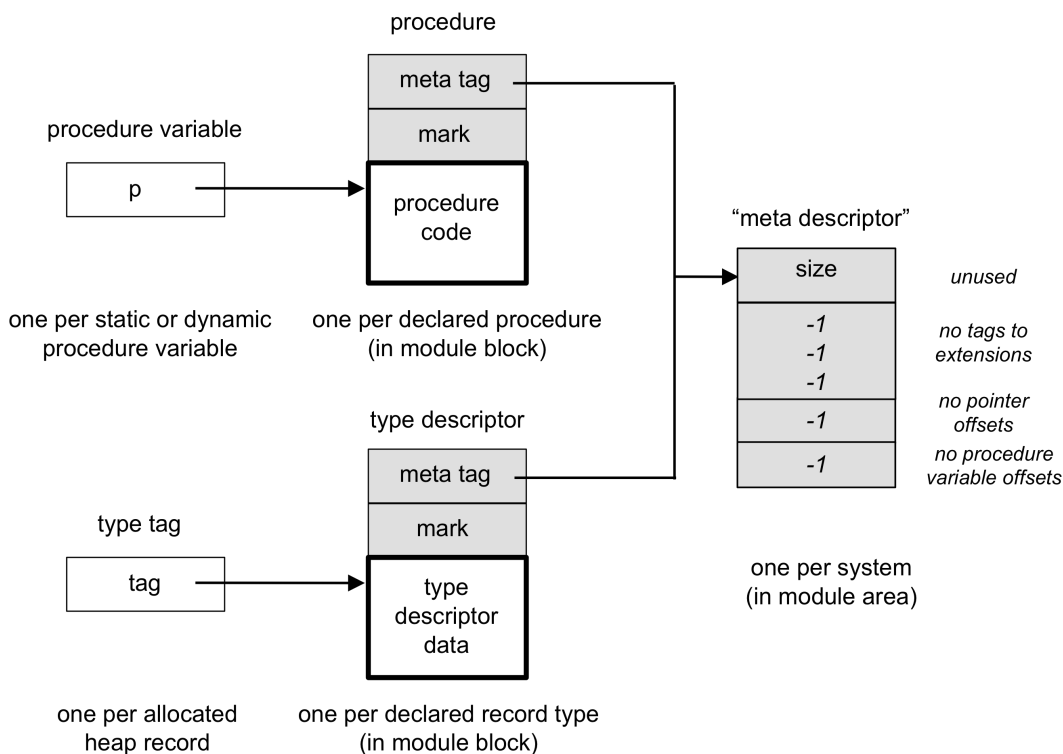 procedure
meta tag
mark
procedure variable
p
procedure
code
one per static or dynamic
procedure variable
one per declared procedure
(in module block)
“meta descriptor”
size
unused
-1
-1
-1
no tags to
extensions
-1
no pointer
offsets
-1
no procedure
variable offsets
one per system
(in module area)
type descriptor
meta tag
mark
type tag
tag
type
descriptor
data
one per allocated
heap record
one per declared record type
(in module block)